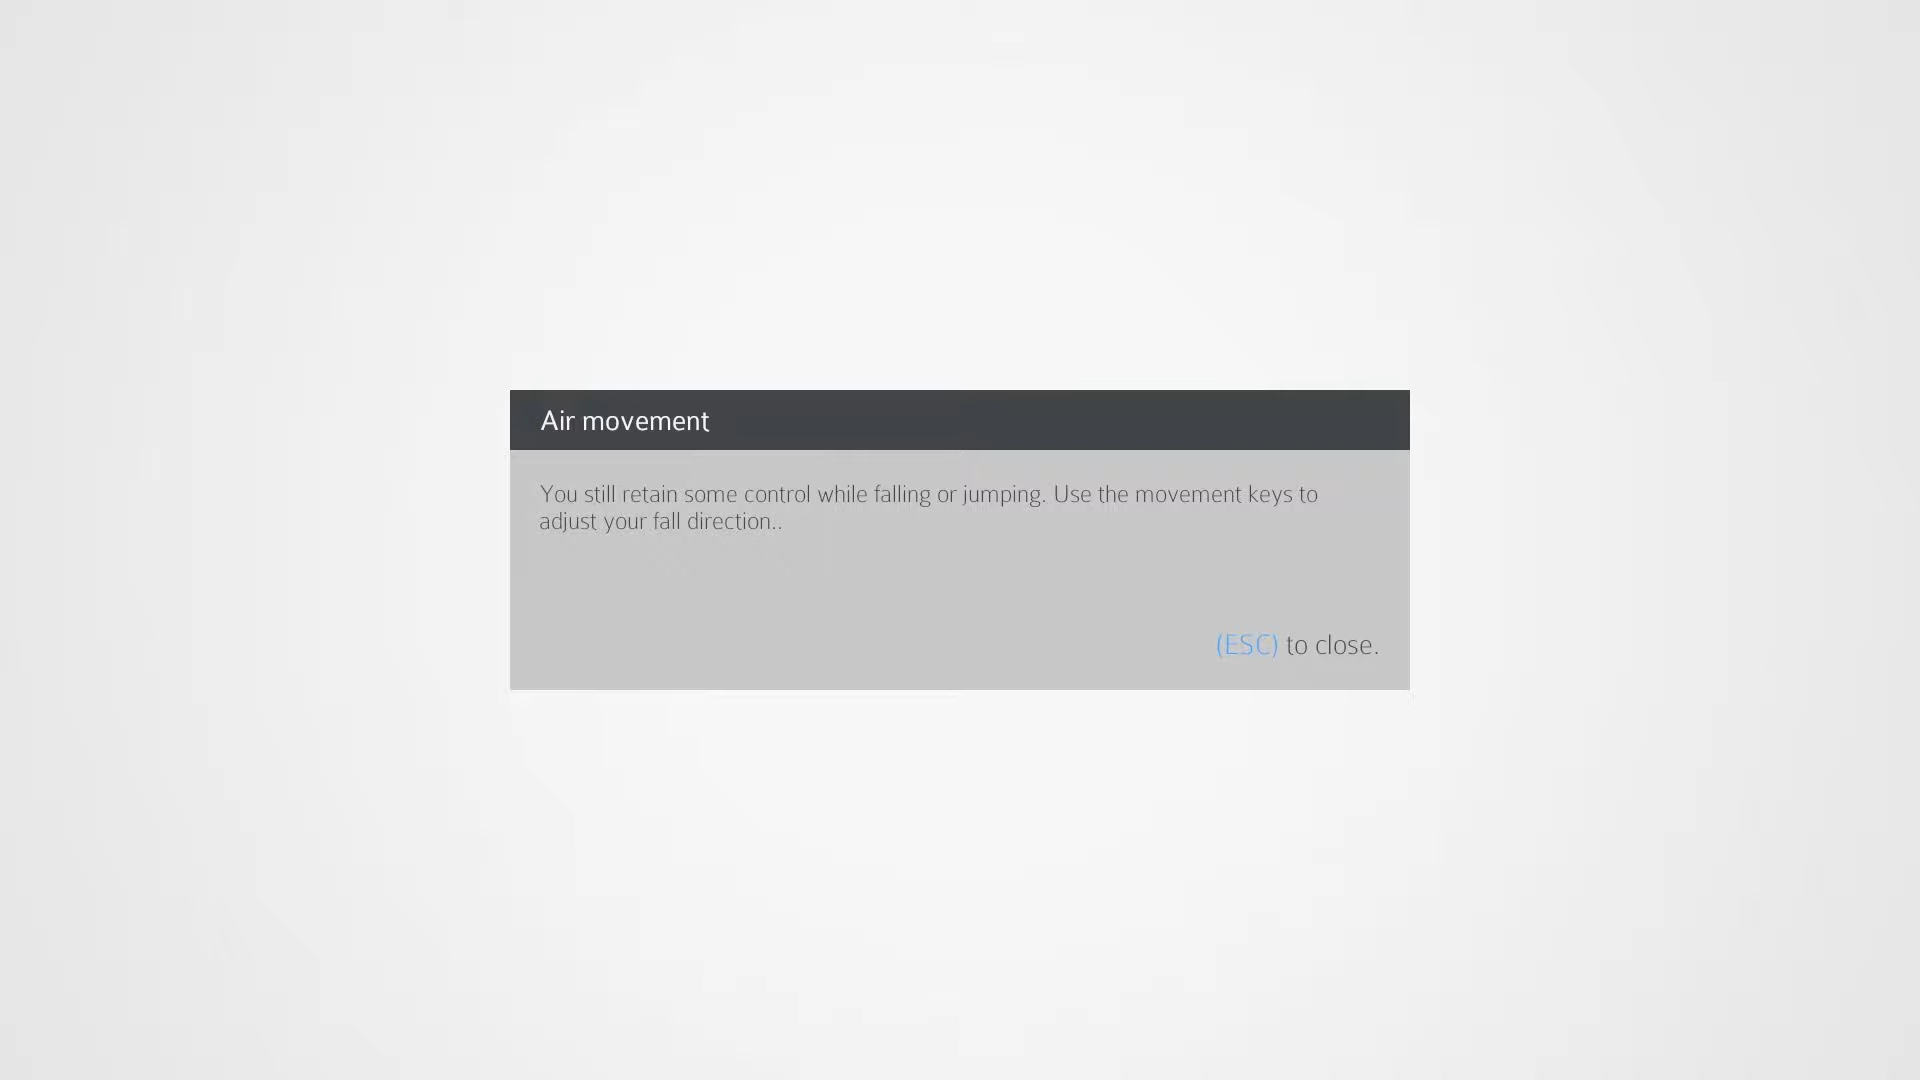 Air movement
You still retain some control while falling or jumping. Use the movement keys to
adjust your fall direction..
(ESC) to close.